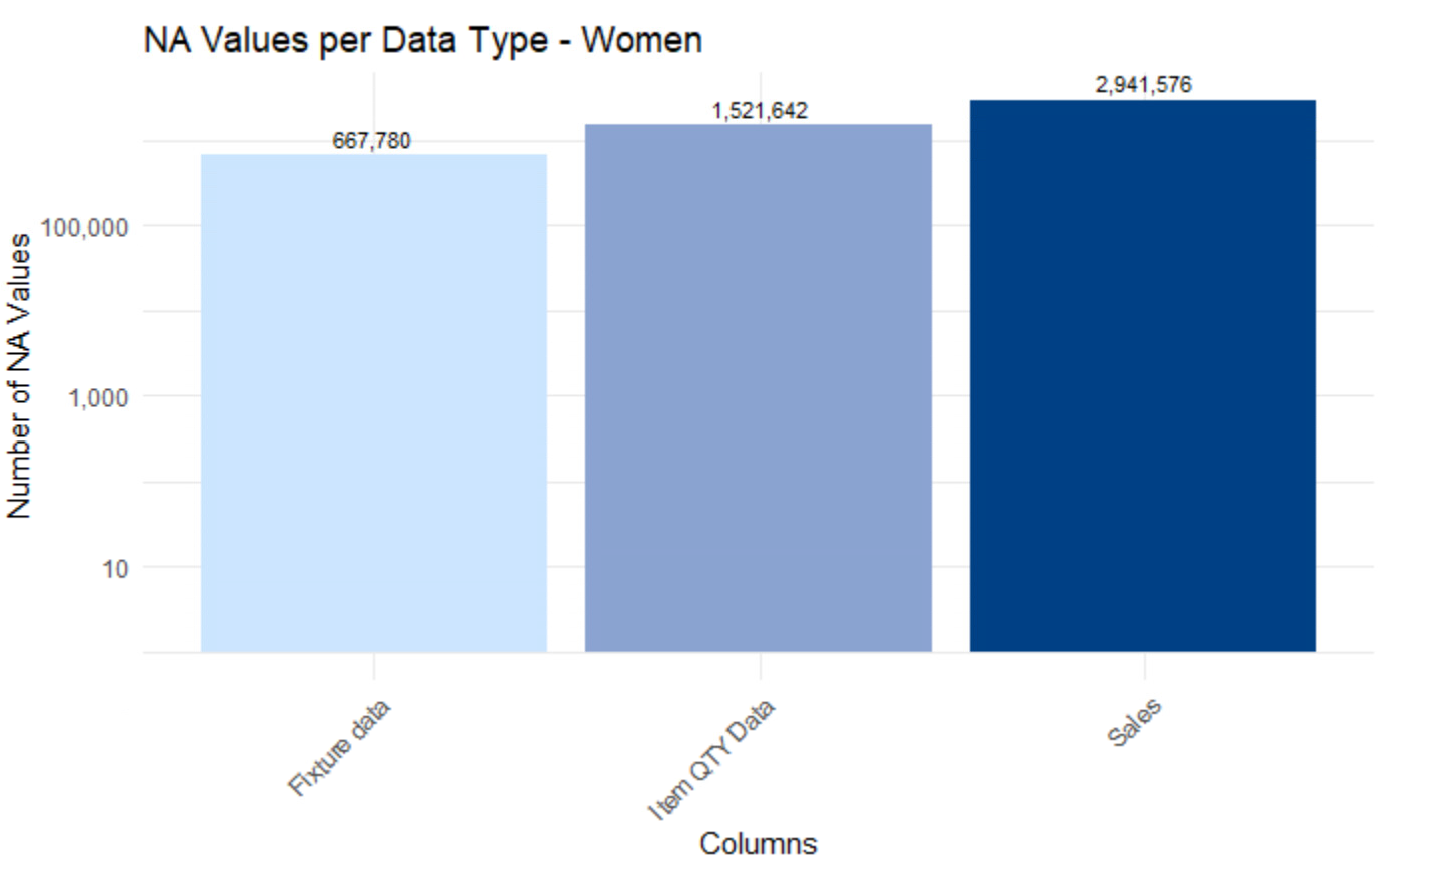 NA Values per Data Type - Women
2,941,576
1,521,642
667,780
100,000
1,000
10
Number of NA Values
Fixture data
Item QTY Data
Sales
Columns